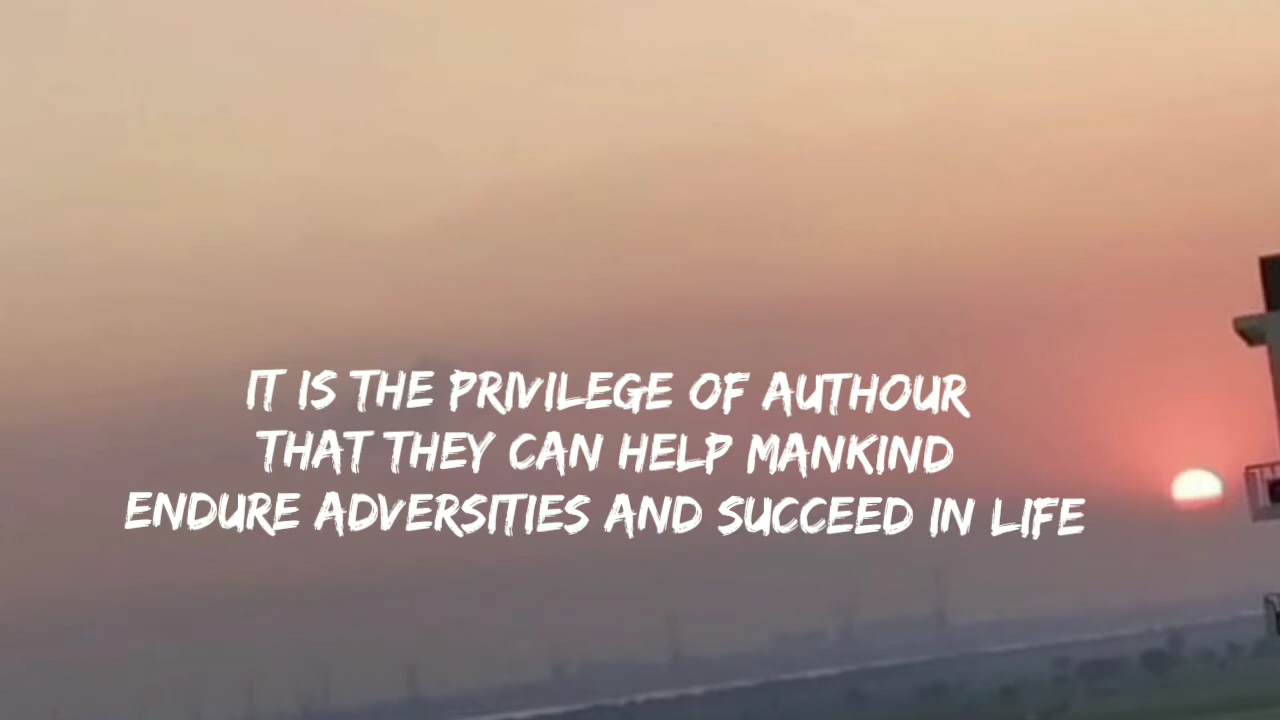 IT IS THE PRIVILEGE OF AUTHOUR
THAT THEY CAN HELP MANKIND
ENDURE ADVERSITIES AND SUCCEED IN LIFE